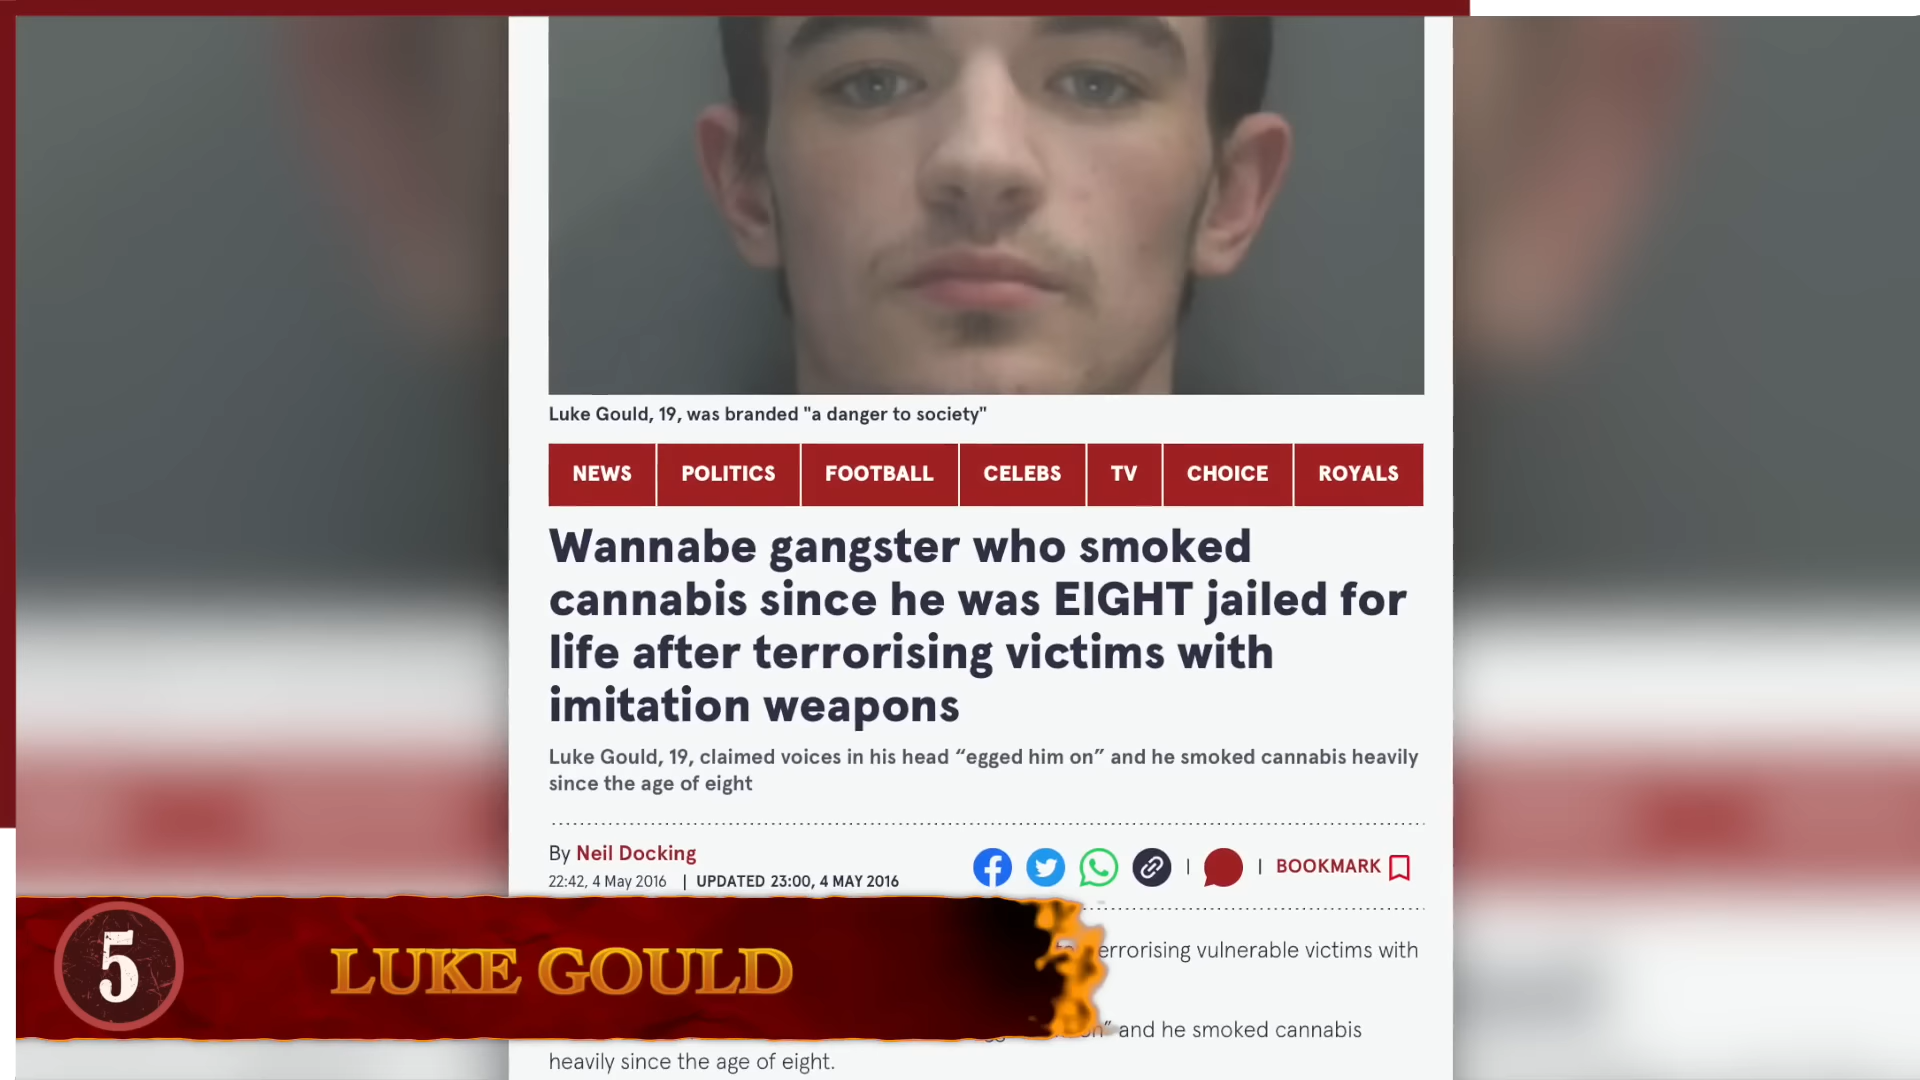 Luke Gould, 19, was branded "a danger to society"
NEWS POLITICS FOOTBALL CELEBS TV CHOICE ROYALS
Wannabe gangster who smoked
cannabis since he was EIGHT jailed for
life after terrorising victims with
imitation weapons
Luke Gould, 19, claimed voices in his head “egged him on” and he smoked cannabis heavily
since the age of eight
By Neil Docking
22:42, 4 May 2016 | UPDATED 23:00, 4 MAY 2016
| | BOOKMARK
vulnerable victims with
and he smoked cannabis
heavily since the age of eight.
5 LUKE GOULD